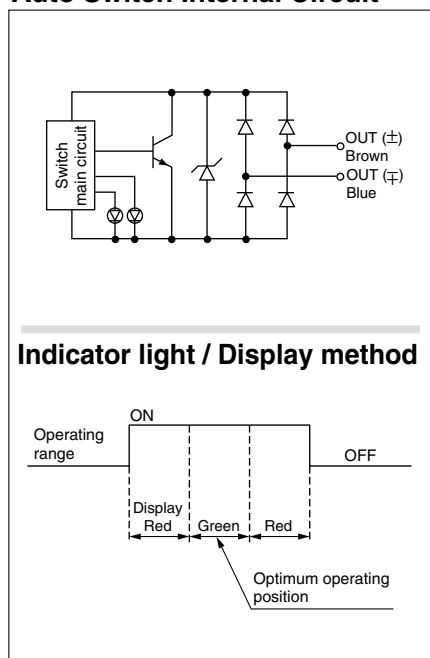 Auto Switch Internal Circuit
Switch
main circuit
OUT (±)
Brown
OUT (∓)
Blue
Indicator light / Display method
ON
Operating
range
OFF
Display
Red
Green
Red
Optimum operating
position